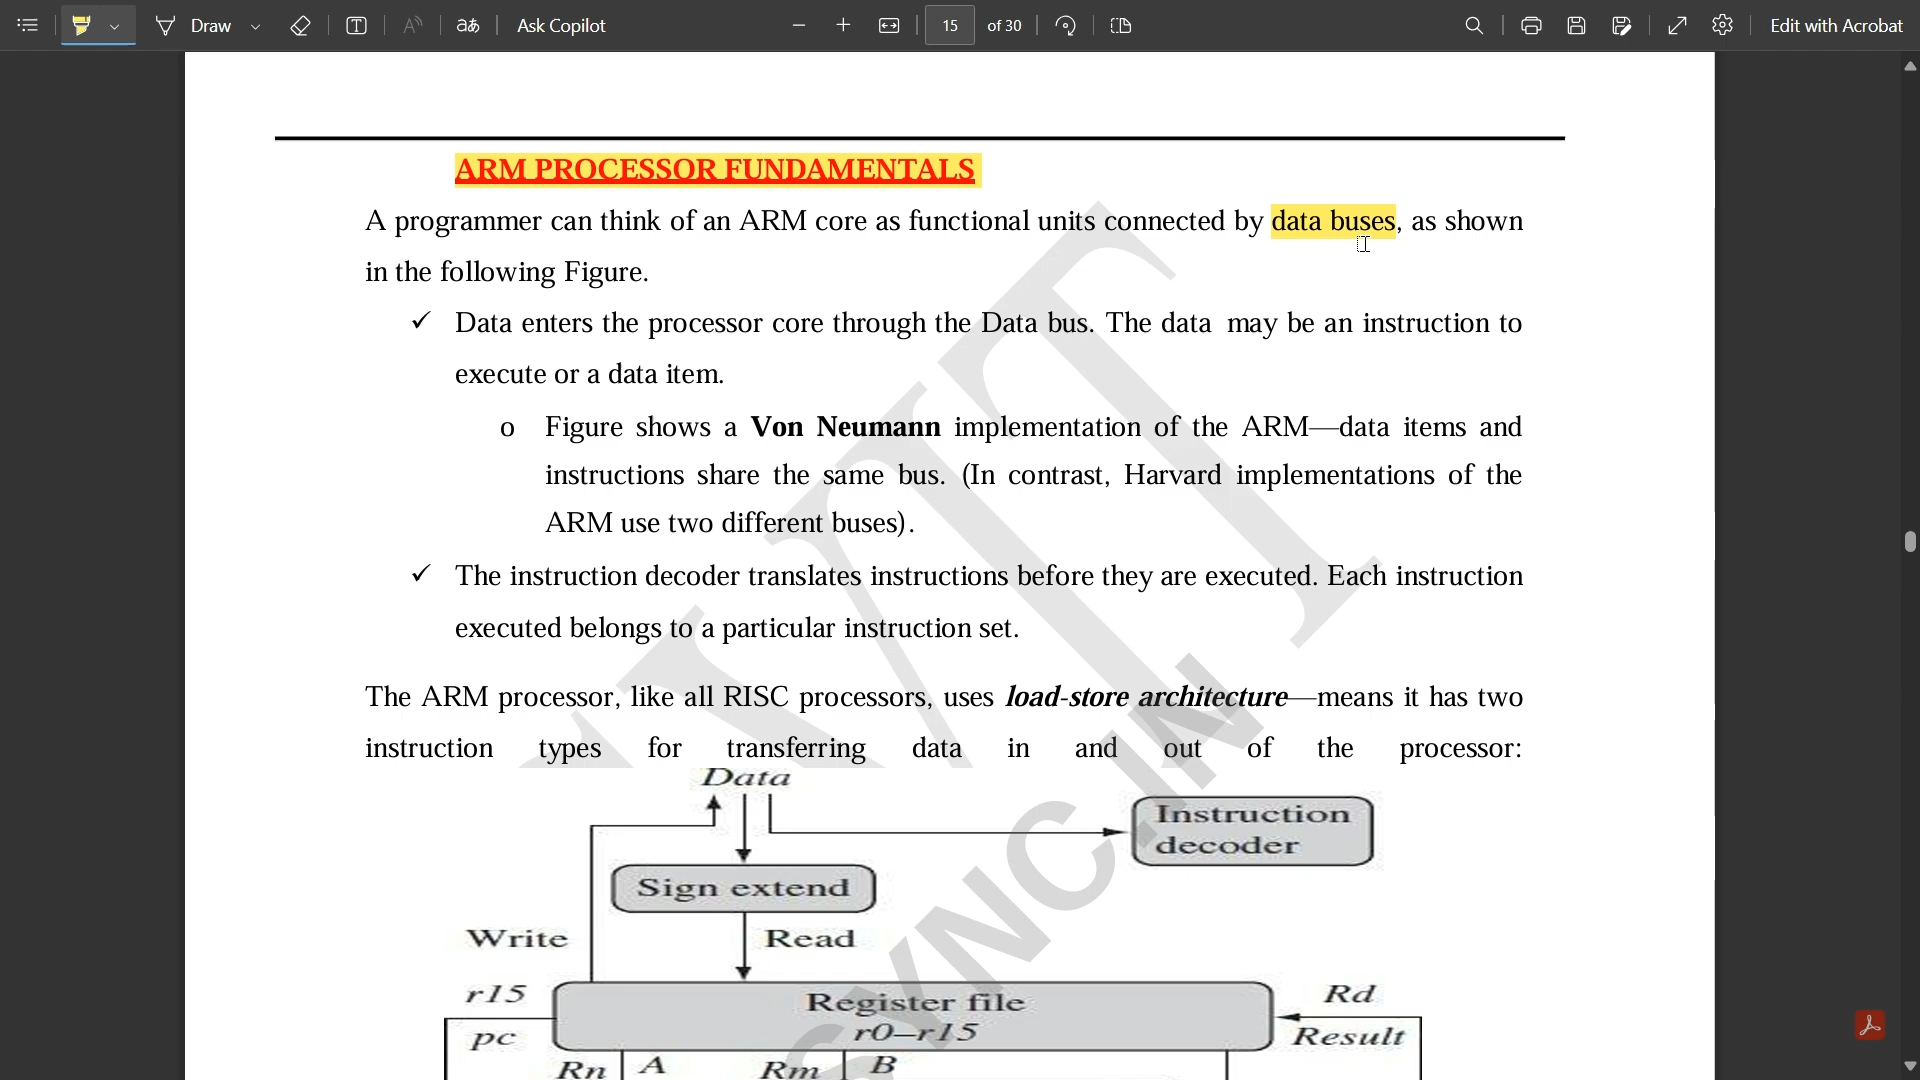 Draw
A
aあ
Ask Copilot
15
of 30
Edit with Acrobat
ARM PROCESSOR FUNDAMENTALS
A programmer can think of an ARM core as functional units connected by data buses, as shown
in the following Figure.
✓ Data enters the processor core through the Data bus. The data may be an instruction to
execute or a data item.
o Figure shows a Von Neumann implementation of the ARM—data items and
instructions share the same bus. (In contrast, Harvard implementations of the
ARM use two different buses).
✓ The instruction decoder translates instructions before they are executed. Each instruction
executed belongs to a particular instruction set.
The ARM processor, like all RISC processors, uses load-store architecture—means it has two
instruction types for transferring data in and out of the processor:
Data
Instruction
decoder
Sign extend
Write
Read
r15
Register file
Rd
r0–r15
pc
Result
Rn
A
Rm
B
SYNC.IN